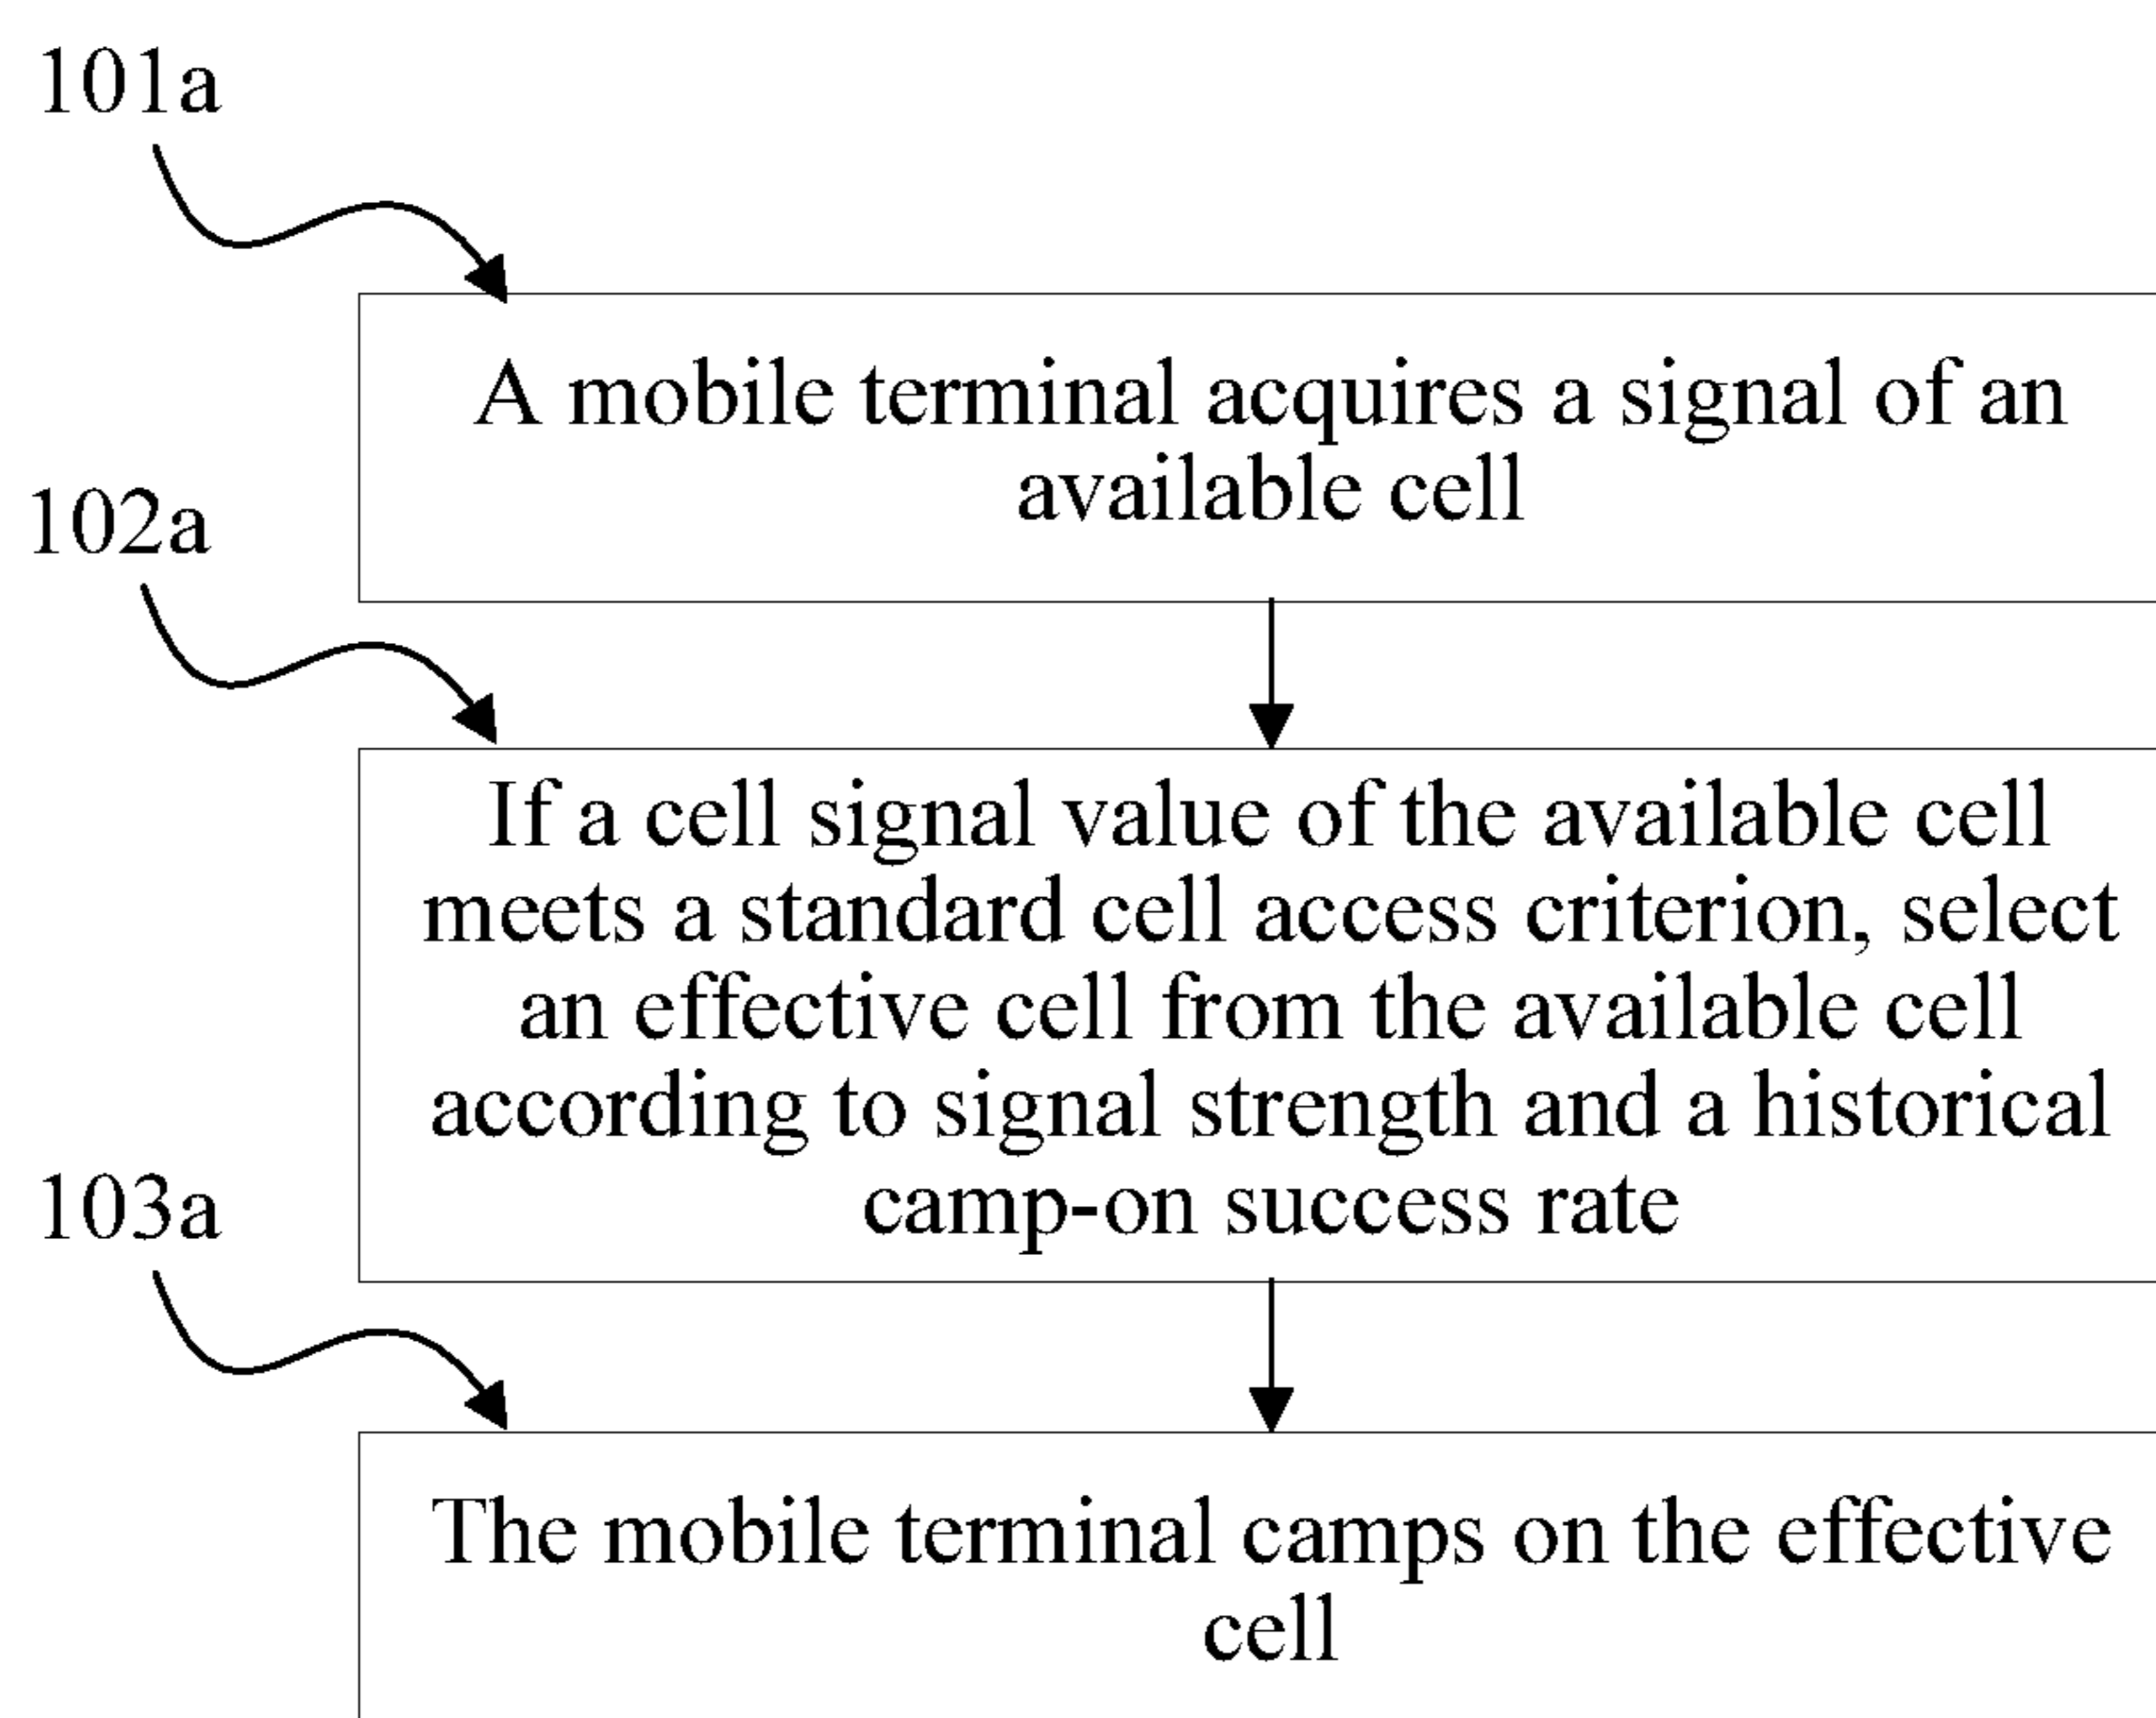 101a
A mobile terminal acquires a signal of an
available cell
102a
If a cell signal value of the available cell
meets a standard cell access criterion, select
an effective cell from the available cell
according to signal strength and a historical
camp-on success rate
103a
The mobile terminal camps on the effective
cell